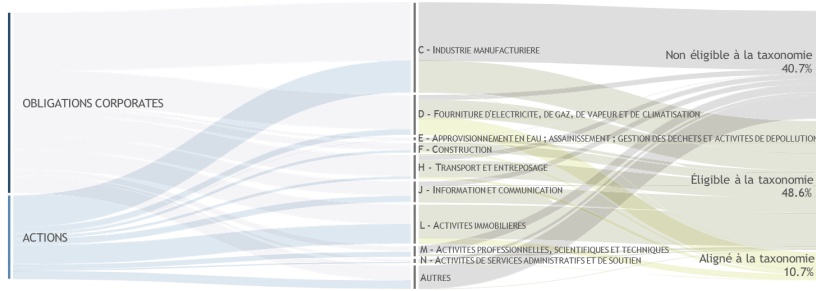 OBLIGATIONS CORPORATES
ACTIONS
C - INDUSTRIE MANUFACTURIERE
D - FOURNITURE D'ELECTRICITE, DE GAZ, DE VAPEUR ET DE CLIMATISATION
E - APPROVISIONNEMENT EN EAU ; ASSAINISSEMENT ; GESTION DES DECHETS ET ACTIVITES DE DEPOLLUTION
F - CONSTRUCTION
H - TRANSPORT ET ENTREPOSAGE
J - INFORMATION ET COMMUNICATION
L - ACTIVITES IMMOBILIERES
M - ACTIVITES PROFESSIONNELLES, SCIENTIFIQUES ET TECHNIQUES
N - ACTIVITES DE SERVICES ADMINISTRATIFS ET DE SOUTIEN
AUTRES
Non éligible à la taxonomie
40.7%
Éligible à la taxonomie
48.6%
Aligné à la taxonomie
10.7%